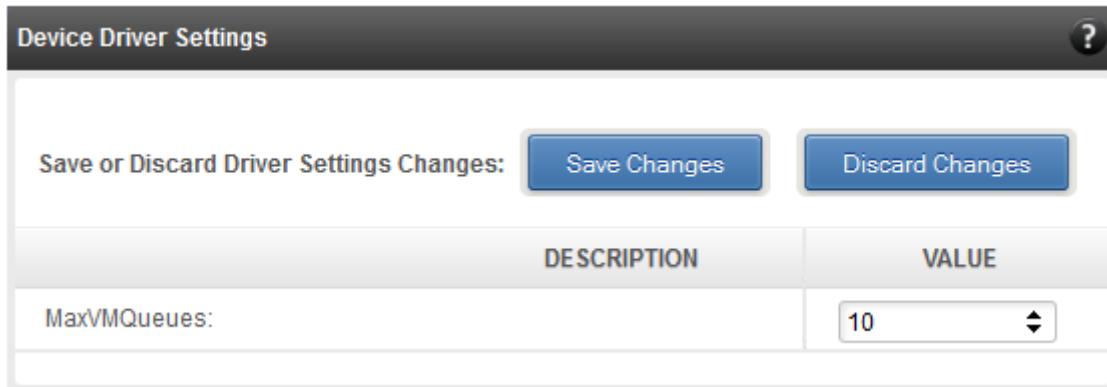 Device Driver Settings ?
Save or Discard Driver Settings Changes: Save Changes Discard Changes
DESCRIPTION VALUE
MaxVMQueues: 10